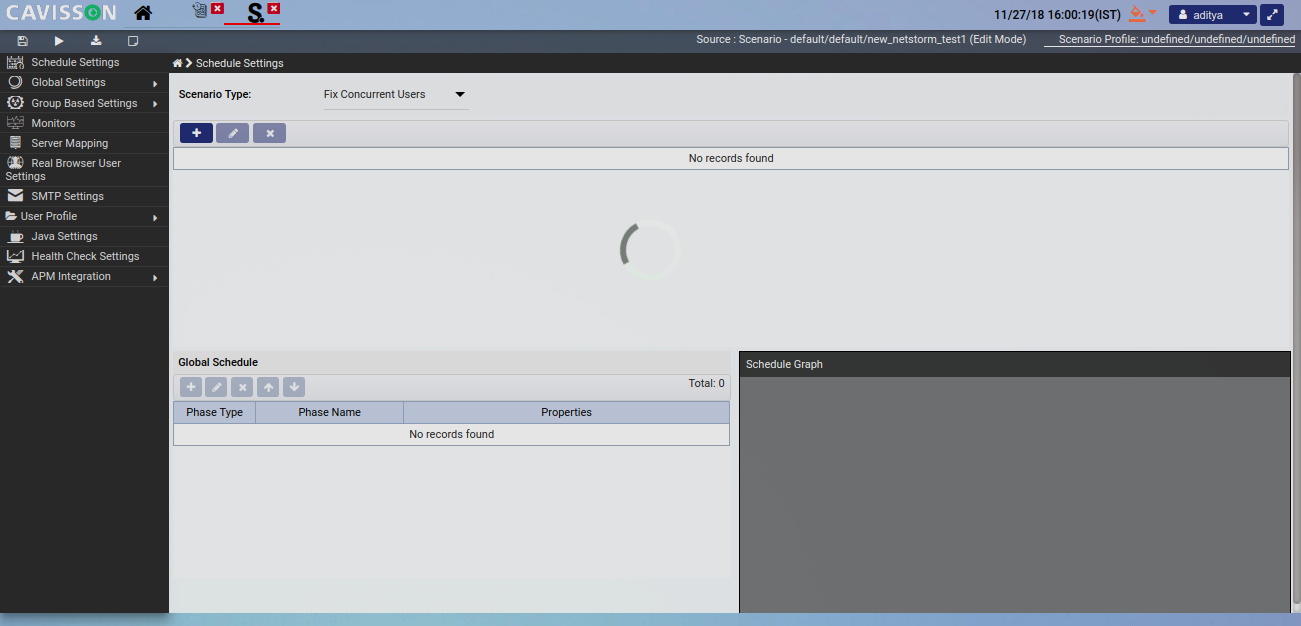 CAVISSON
S.
11/27/18 16:00:19(IST)
aditya
Source : Scenario - default/default/new_netstorm_test1 (Edit Mode)
Scenario Profile: undefined/undefined/undefined
Schedule Settings
Global Settings
Group Based Settings
Monitors
Server Mapping
Real Browser User
Settings
SMTP Settings
User Profile
Java Settings
Health Check Settings
APM Integration
Schedule Settings
Scenario Type:
Fix Concurrent Users
No records found
Global Schedule
Total: 0
Phase Type
Phase Name
Properties
No records found
Schedule Graph